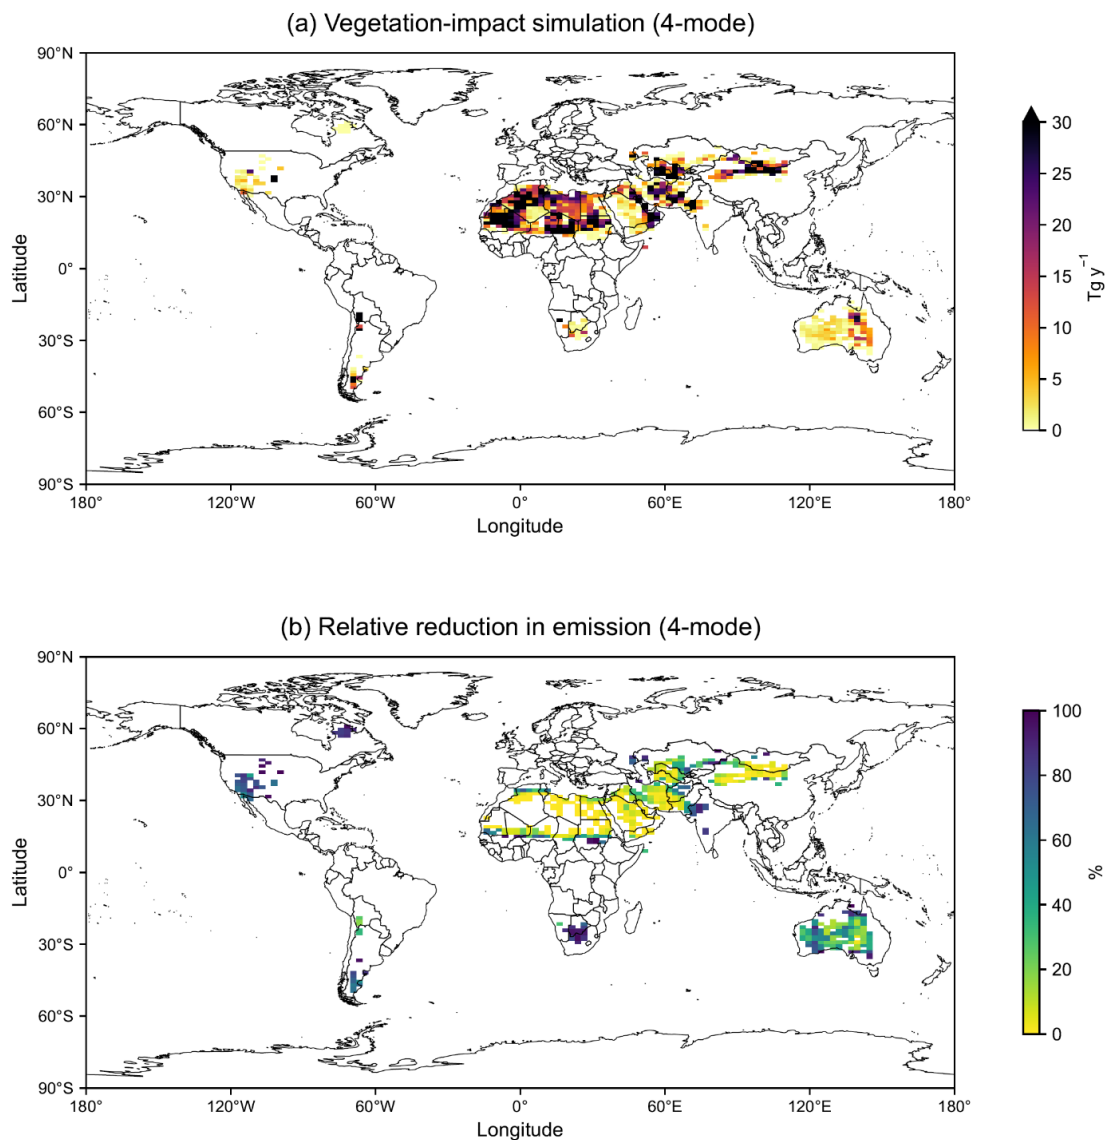 (a) Vegetation-impact simulation (4-mode)
90°N
60°N
30°N
0°
30°S
60°S
90°S
Latitude
180°
120°W
60°W
0°
60°E
120°E
180°
Longitude
30
25
20
15
10
5
0
Tg y⁻¹
(b) Relative reduction in emission (4-mode)
90°N
60°N
30°N
0°
30°S
60°S
90°S
Latitude
180°
120°W
60°W
0°
60°E
120°E
180°
Longitude
100
80
60
40
20
0
%